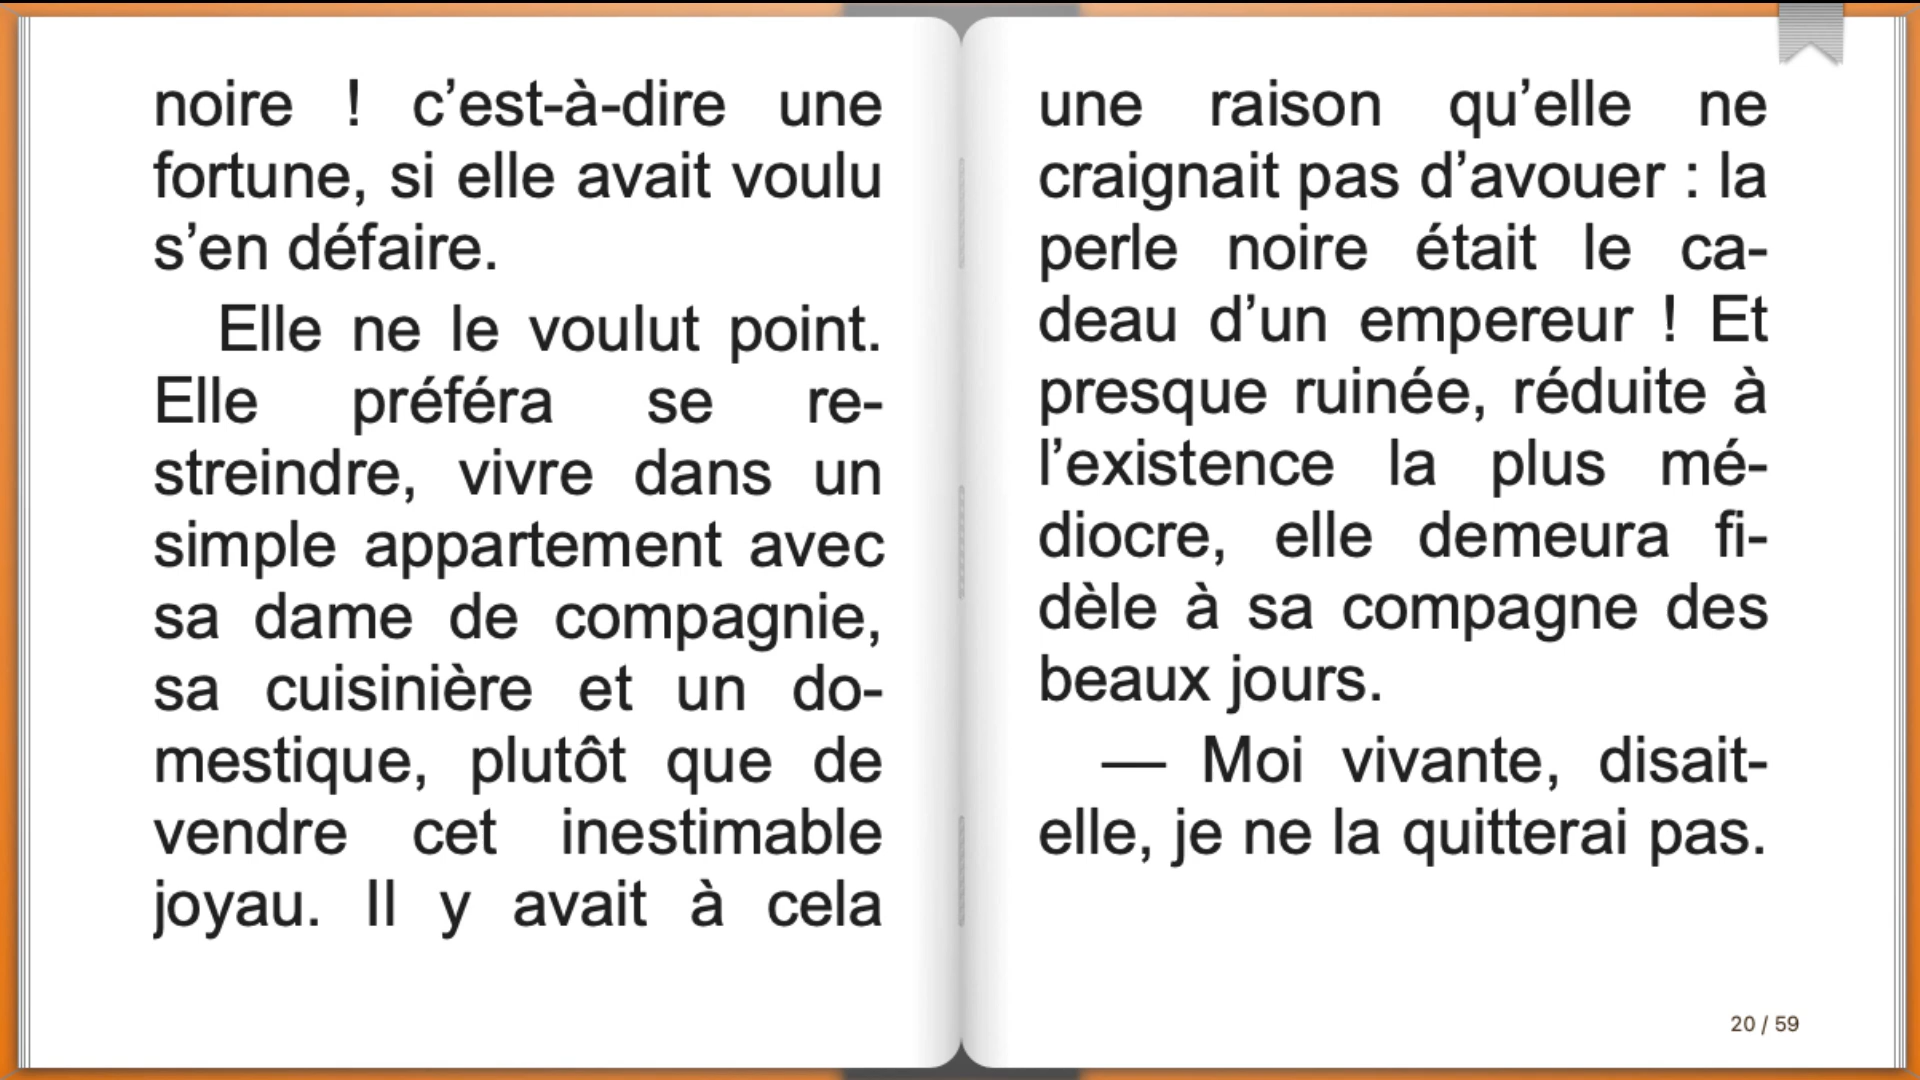 noire ! c’est-à-dire une
fortune, si elle avait voulu
s’en défaire.
Elle ne le voulut point.
Elle préféra se re-
streindre, vivre dans un
simple appartement avec
sa dame de compagnie,
sa cuisinière et un do-
mestique, plutôt que de
vendre cet inestimable
joyau. Il y avait à cela
une raison qu’elle ne
craignait pas d’avouer : la
perle noire était le ca-
deau d’un empereur ! Et
presque ruinée, réduite à
l’existence la plus mé-
diocre, elle demeura fi-
dèle à sa compagne des
beaux jours.
— Moi vivante, disait-
elle, je ne la quitterai pas.
20 / 59